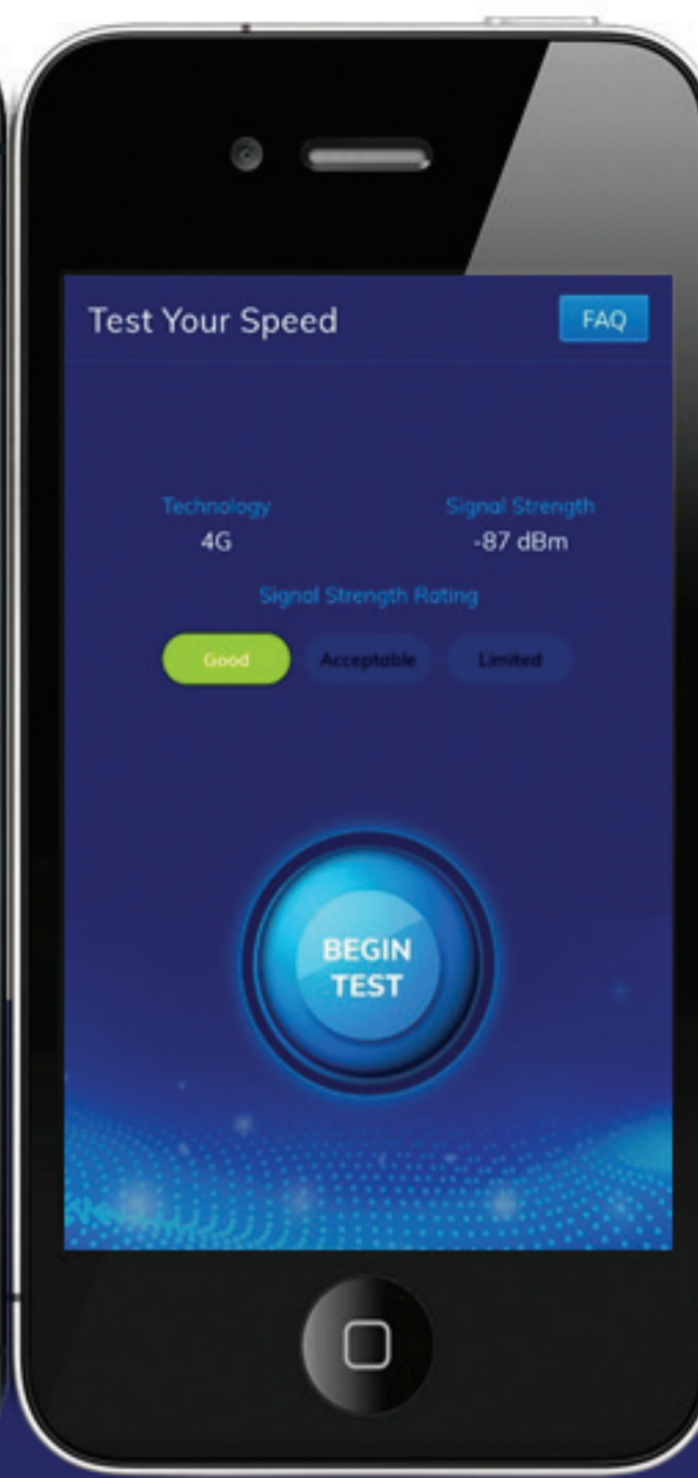 Test Your Speed
FAQ
Technology
Signal Strength
4G
-87 dBm
Signal Strength Rating
Good
Acceptable
Limited
BEGIN
TEST